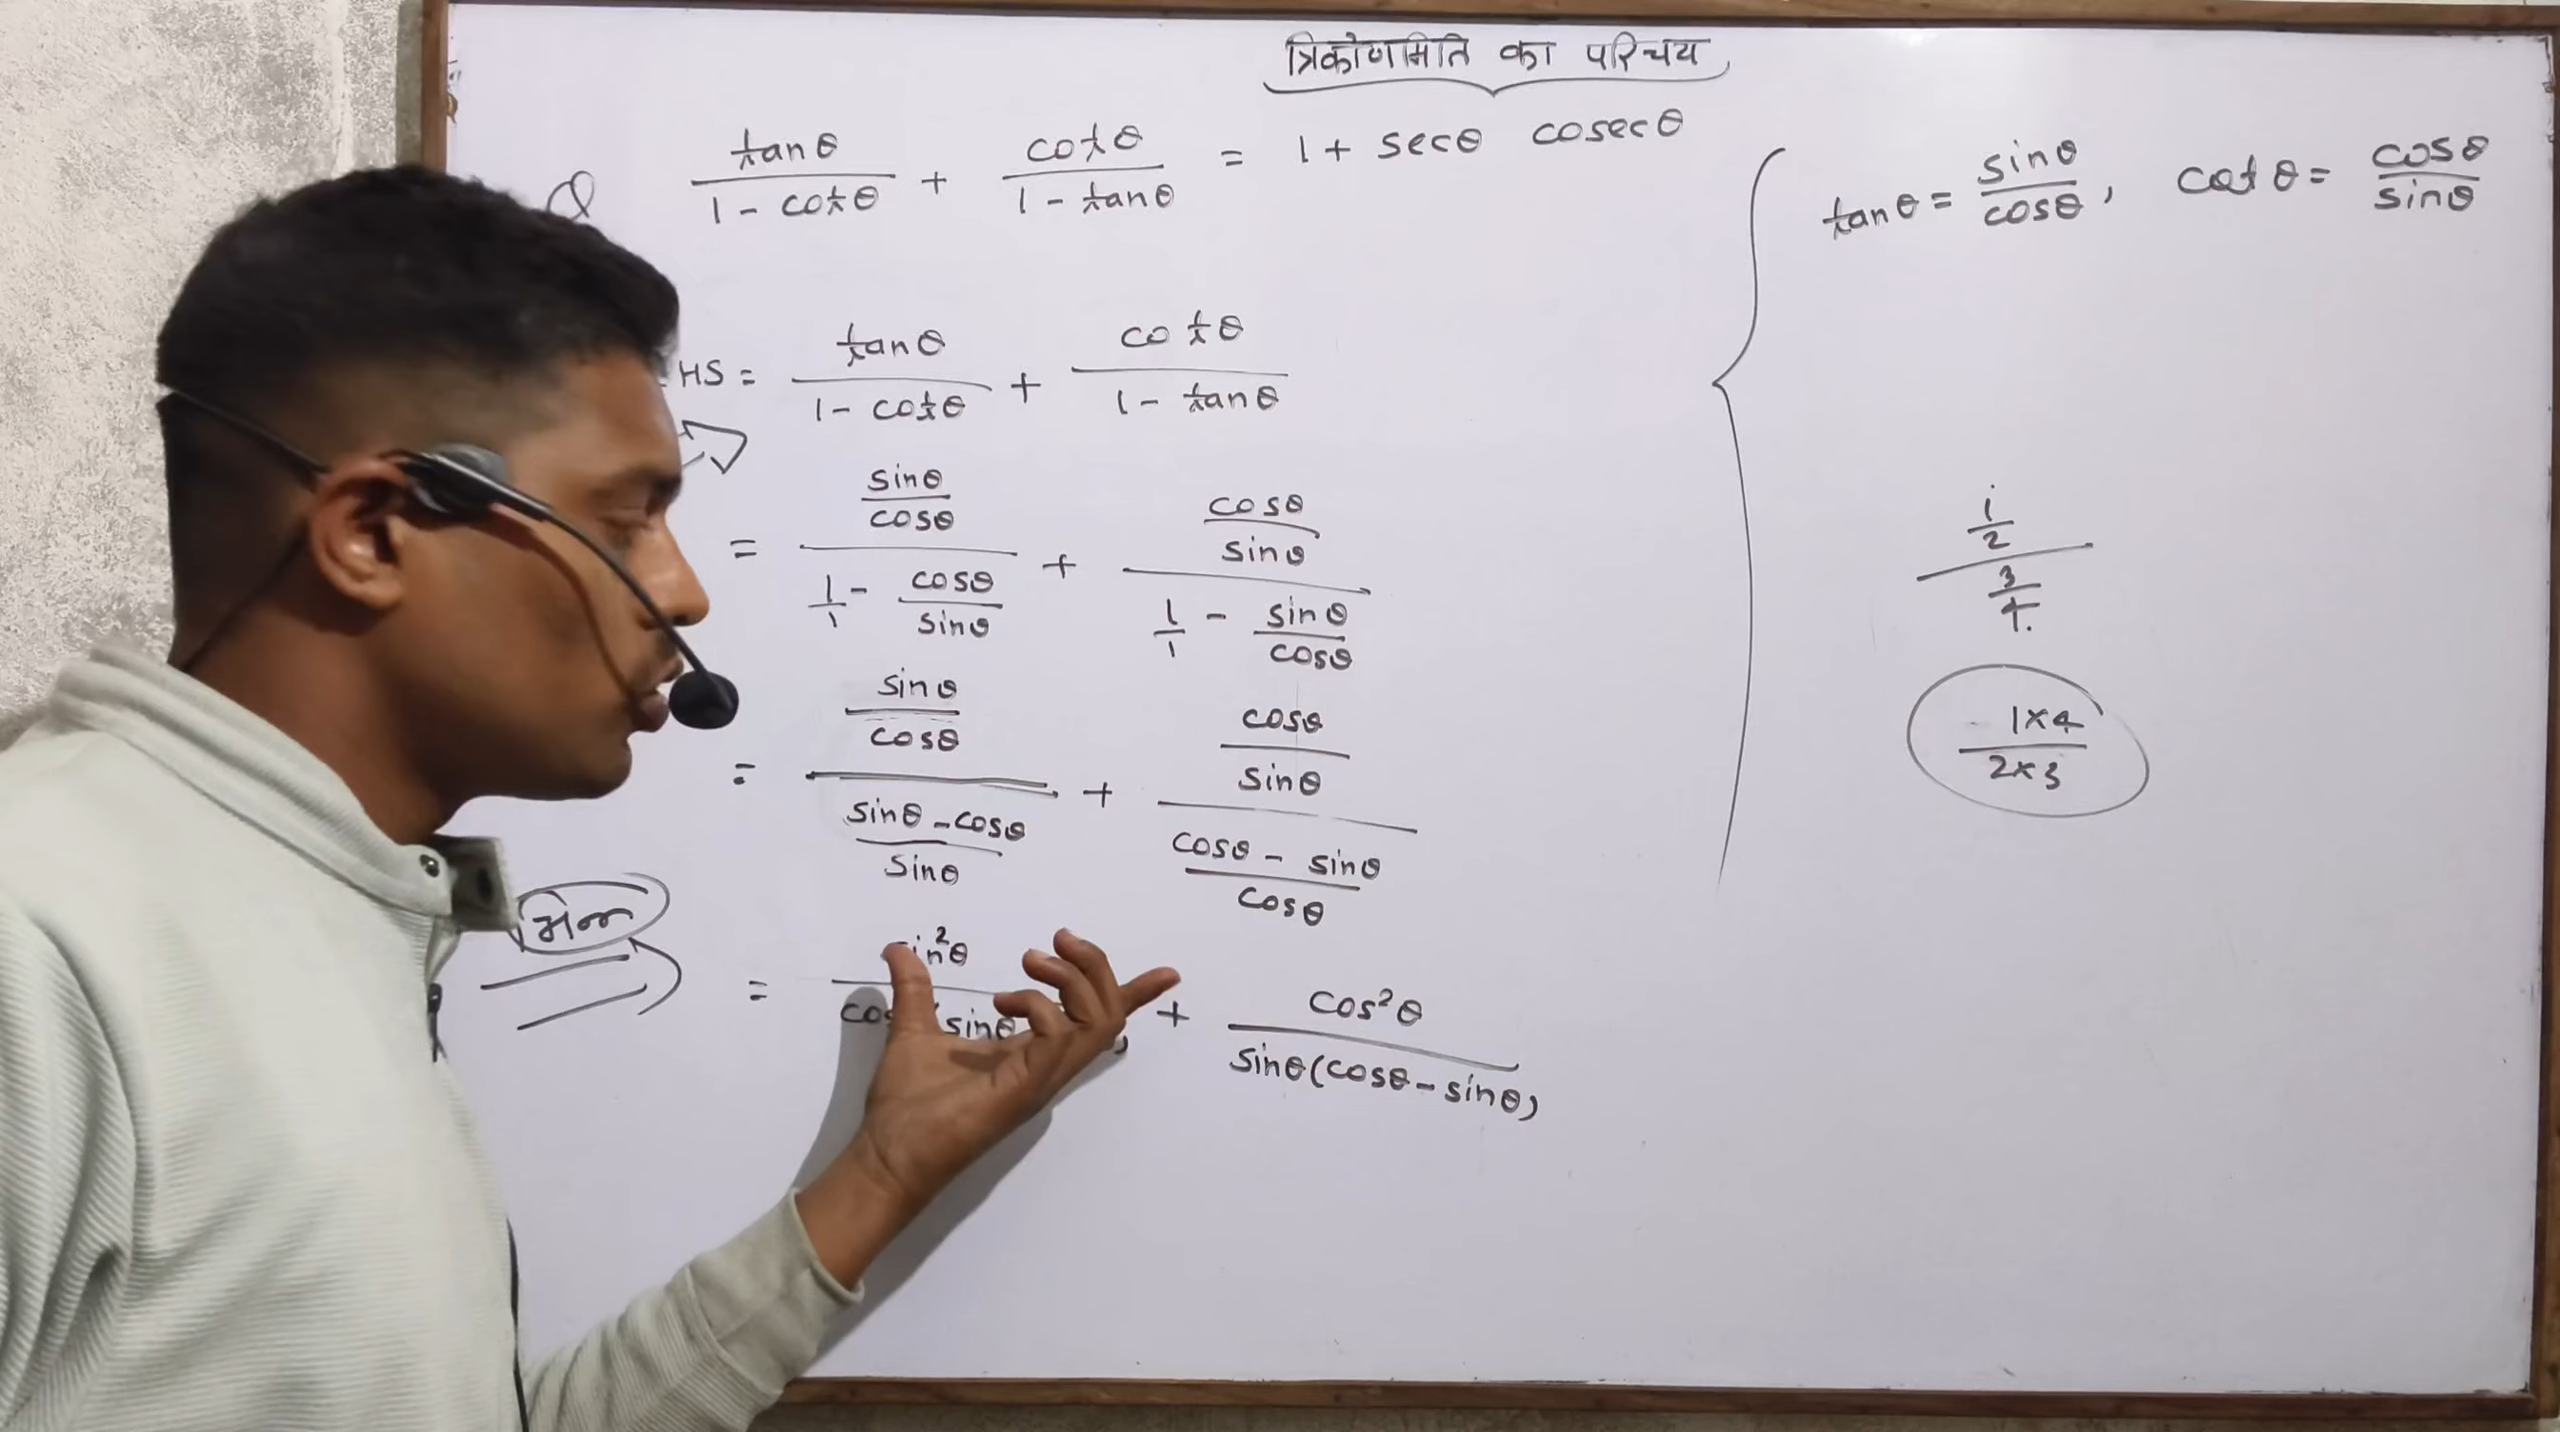 त्रिकोणमिति का परिचय
Q tanθ / 1 - cotθ + cotθ / 1 - tanθ = 1 + secθ cosecθ
HS = tanθ / 1 - cotθ + cotθ / 1 - tanθ
= sinθ/cosθ / 1/1 - cosθ/sinθ + cosθ/sinθ / 1/1 - sinθ/cosθ
= sinθ/cosθ / sinθ - cosθ/sinθ + cosθ/sinθ / cosθ - sinθ/cosθ
= sin²θ / cos (sinθ ) + cos²θ / sinθ(cosθ - sinθ)
tanθ = sinθ/cosθ, cotθ = cosθ/sinθ
1/2 / 3/4
1×4 / 2×3